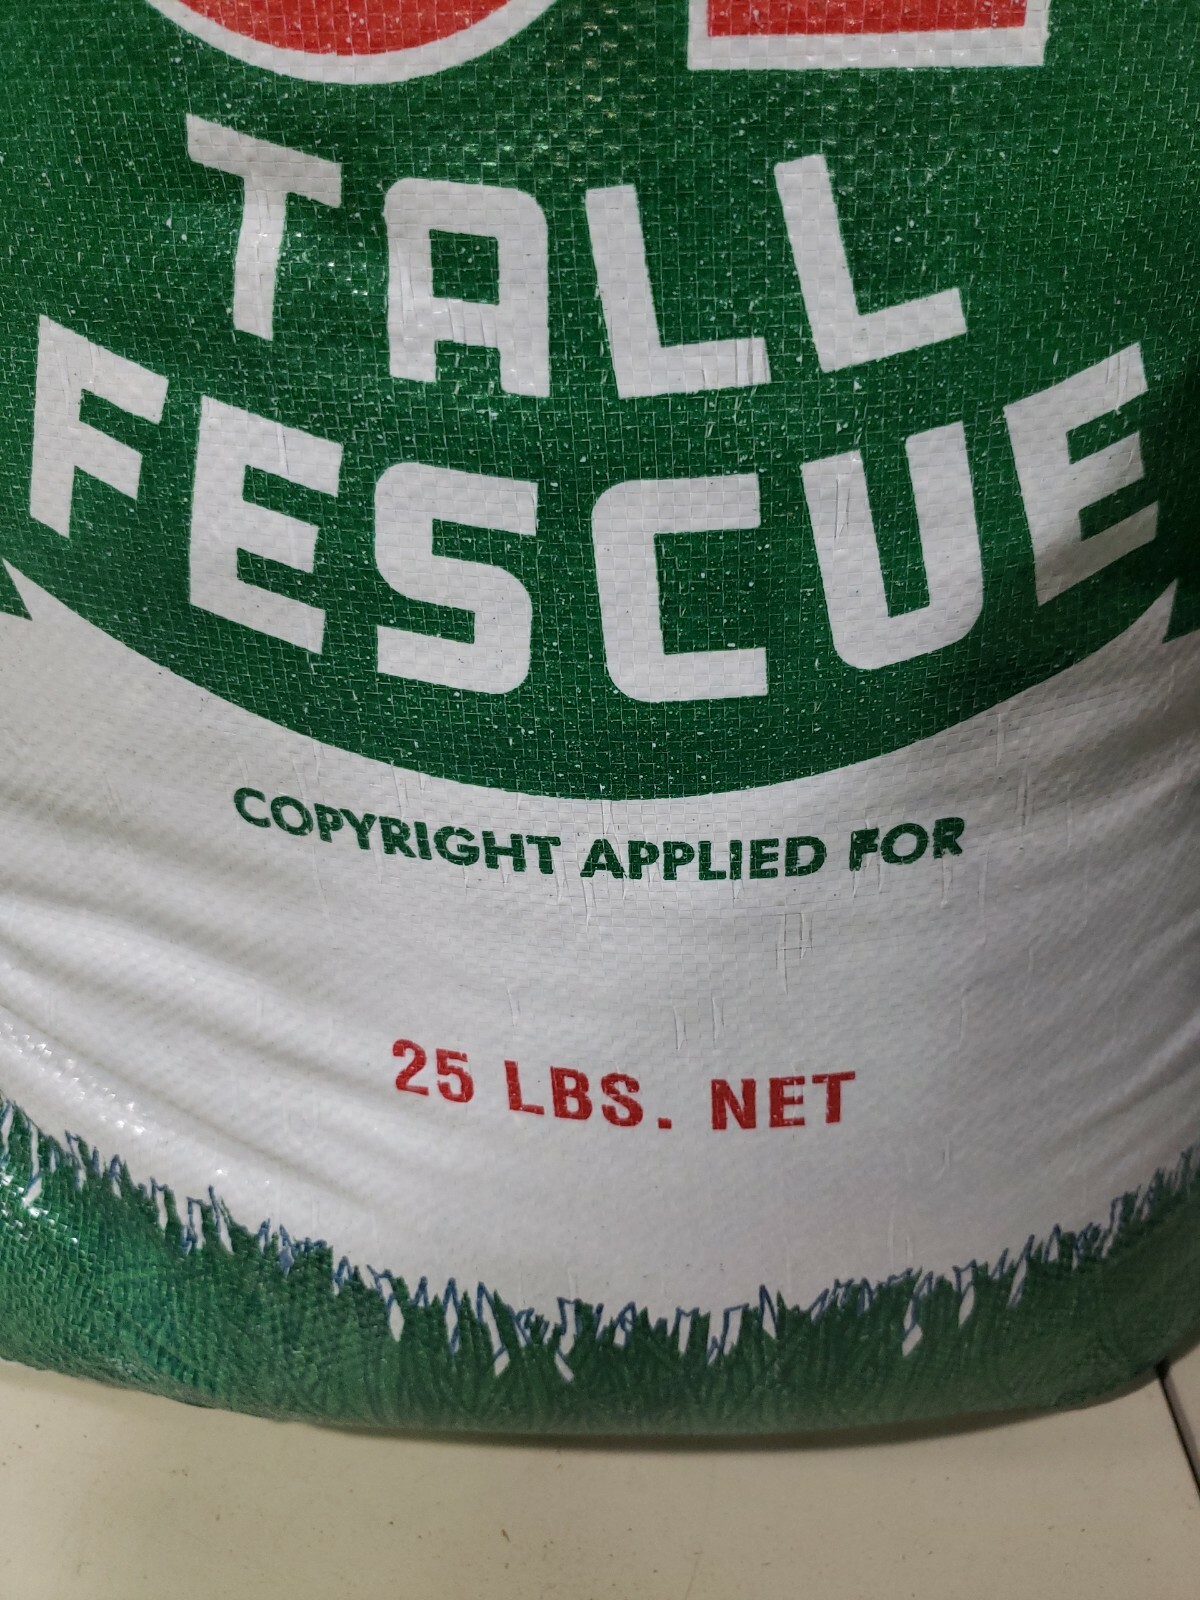 TALL
FESCUE
COPYRIGHT APPLIED FOR
25 LBS. NET